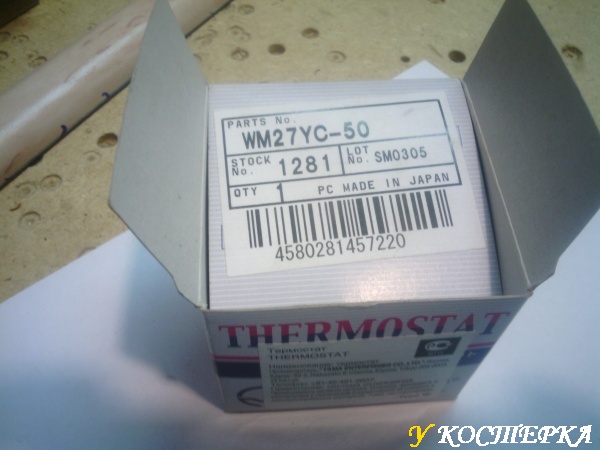 PARTS No.
WM27YC-50
STOCK No. 1281 LOT No. SM0305
QTY 1 PC MADE IN JAPAN
4580281457220
THERMOSTAT
Термостат
THERMOSTAT
У КОСТЕРКА